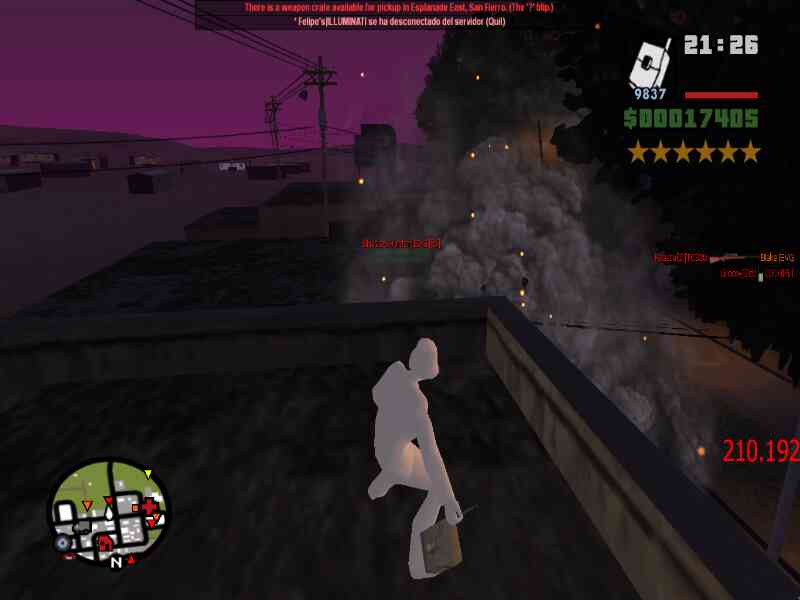 There is a weapon crate available for pickup in Esplanade East, San Fierro. (The '?' blip.)
* Felipe's[ILLUMINAT] se ha desconectado del servidor (Quit)
21:26
9837
$00017405
210.192
N